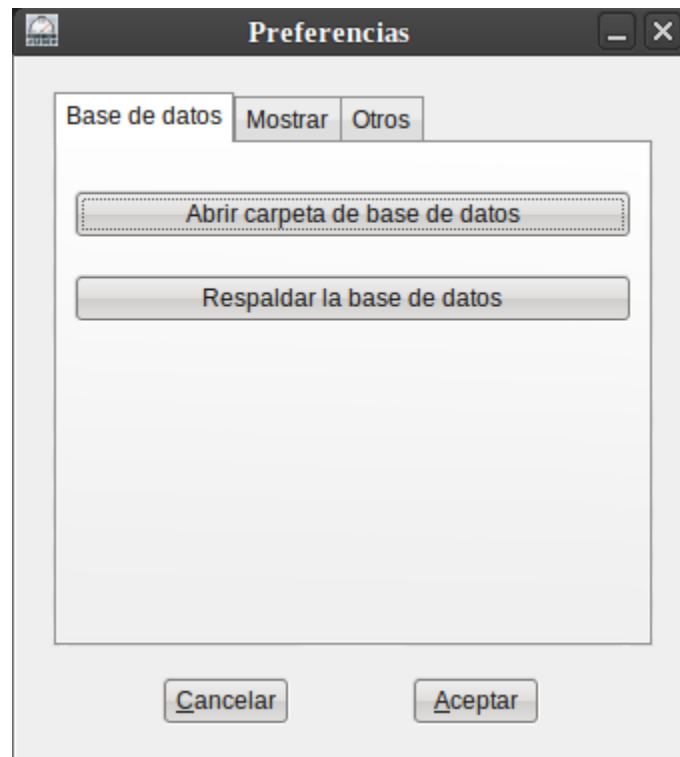 Preferencias
Base de datos
Mostrar
Otros
Abrir carpeta de base de datos
Respaldar la base de datos
Cancelar
Aceptar